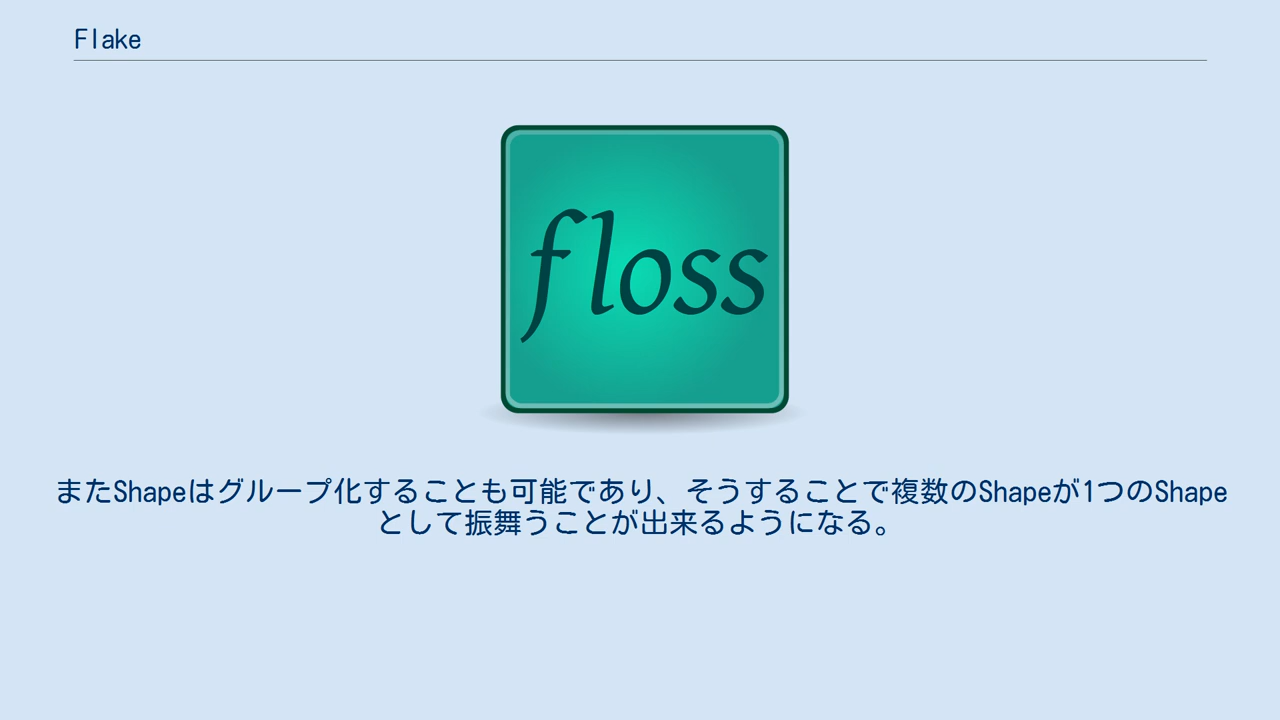 Flake
floss
またShapeはグループ化することも可能であり、そうすることで複数のShapeが1つのShape
として振舞うことが出来るようになる。